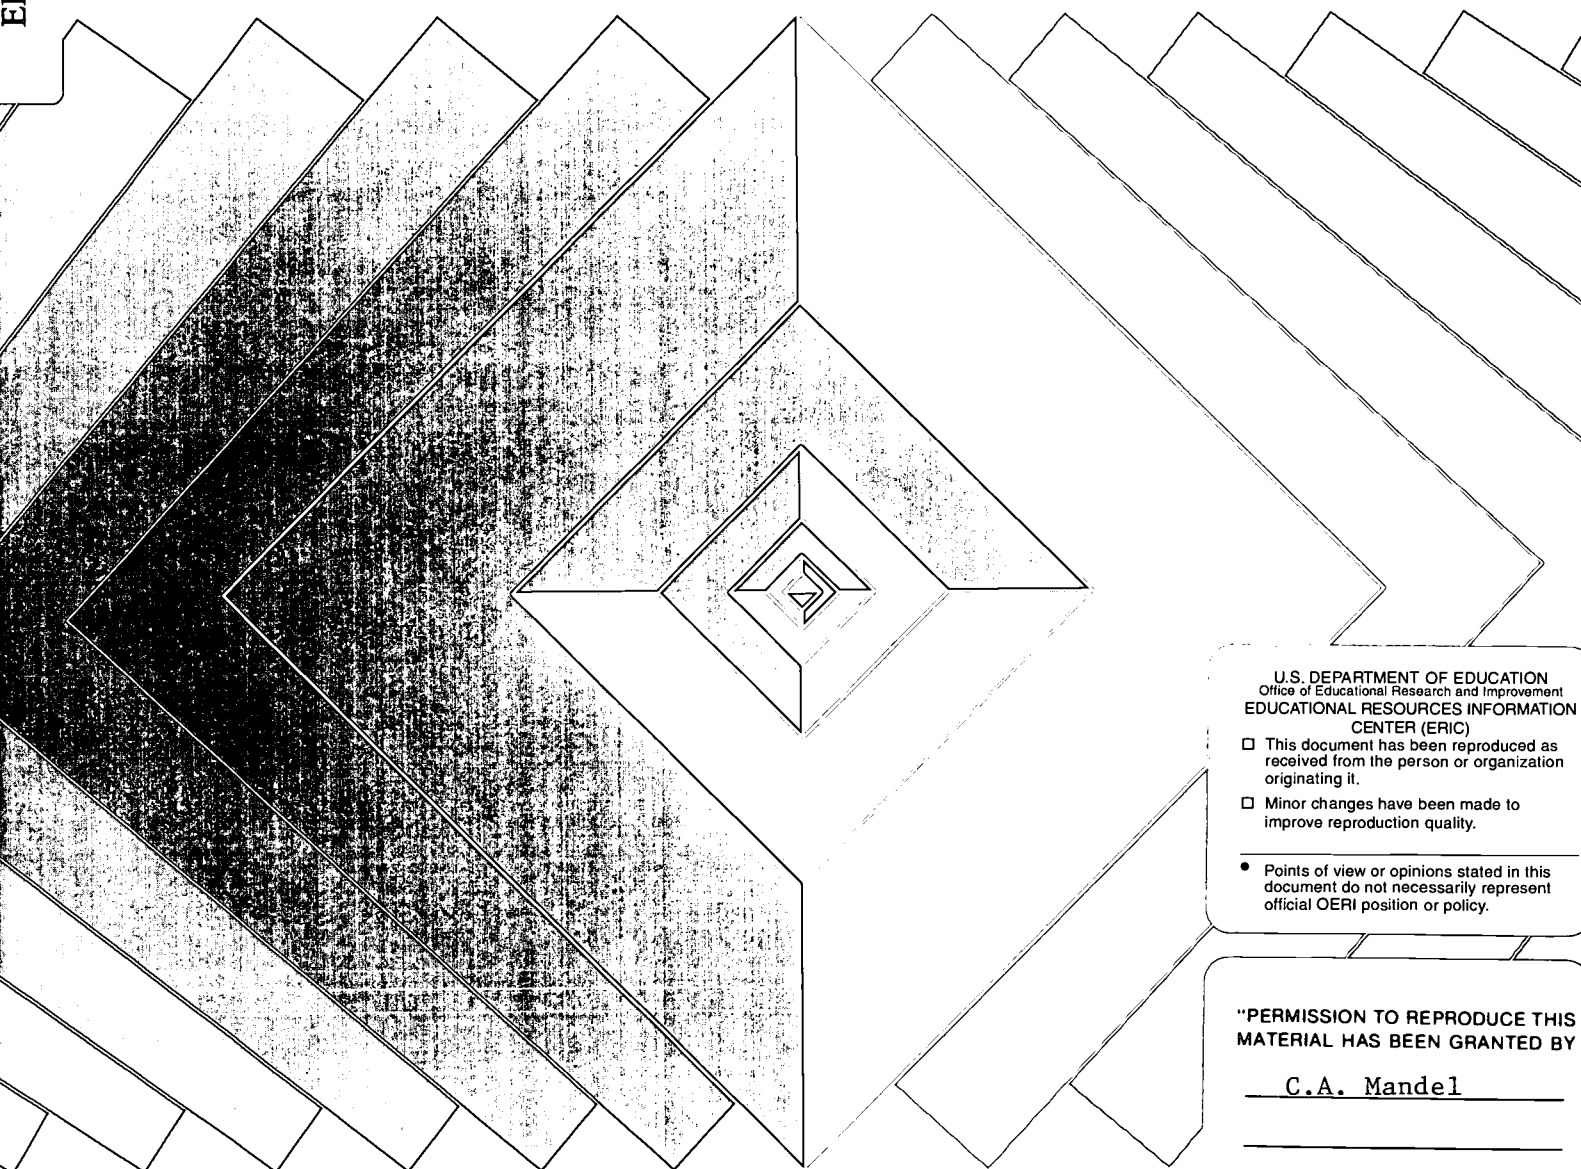 U.S. DEPARTMENT OF EDUCATION
Office of Educational Research and Improvement
EDUCATIONAL RESOURCES INFORMATION
CENTER (ERIC)
□ This document has been reproduced as
received from the person or organization
originating it.
□ Minor changes have been made to
improve reproduction quality.
• Points of view or opinions stated in this
document do not necessarily represent
official OERI position or policy.
"PERMISSION TO REPRODUCE THIS
MATERIAL HAS BEEN GRANTED BY
C.A. Mandel